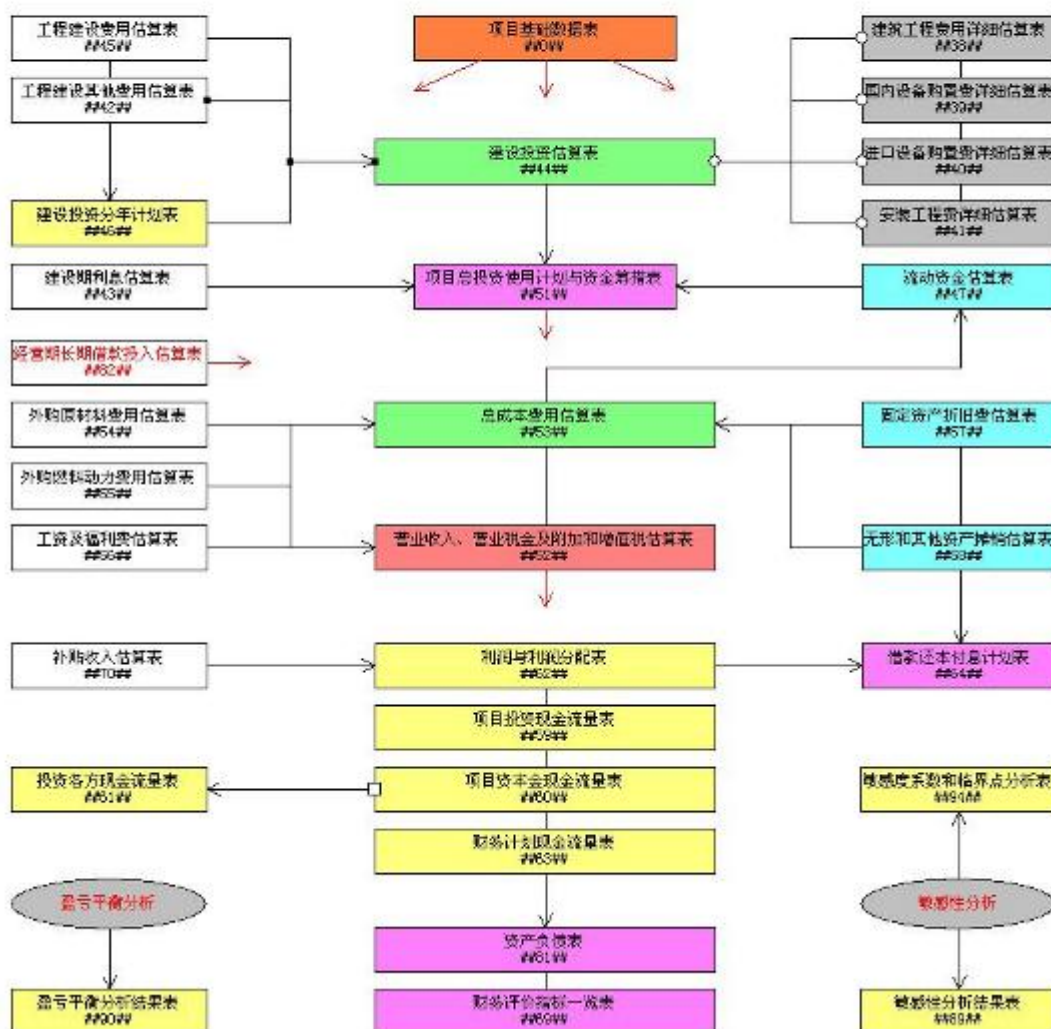 工程建设费用估算表
##45##
项目基础数据表
##0##
建筑工程费用详细估算表
##38##
工程建设其他费用估算表
##42##
国内设备购置费详细估算表
##39##
建设投资估算表
##44##
进口设备购置费详细估算表
##40##
建设投资分年计划表
##46##
安装工程费详细估算表
##41##
建设期利息估算表
##43##
项目总投资使用计划与资金筹措表
##51##
流动资金估算表
##47##
经营期长期借款投入估算表
##82##
外购原材料费用估算表
##54##
总成本费用估算表
##53##
固定资产折旧费估算表
##57##
外购燃料动力费用估算表
##55##
工资及福利费估算表
##56##
营业收入、营业税金及附加和增值税估算表
##52##
无形和其他资产摊销估算表
##58##
补贴收入估算表
##70##
利润与利润分配表
##62##
借款还本付息计划表
##64##
项目投资现金流量表
##59##
投资各方现金流量表
##61##
项目资本金现金流量表
##60##
敏感度系数和临界点分析表
##94##
财务计划现金流量表
##63##
盈亏平衡分析
敏感性分析
资产负债表
##81##
盈亏平衡分析结果表
##90##
财务评价指标一览表
##69##
敏感性分析结果表
##89##